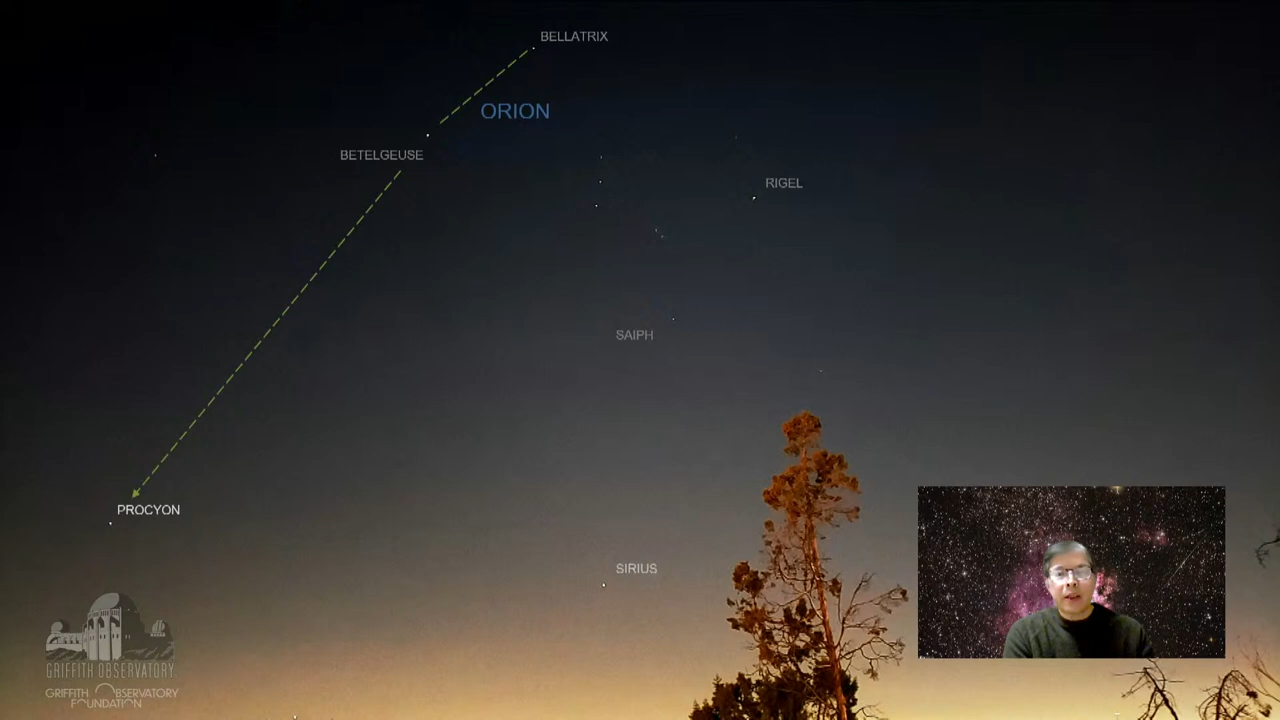 BELLATRIX
ORION
BETELGEUSE
RIGEL
SAIPH
PROCYON
SIRIUS
GRIFFITH OBSERVATORY
GRIFFITH OBSERVATORY
FOUNDATION